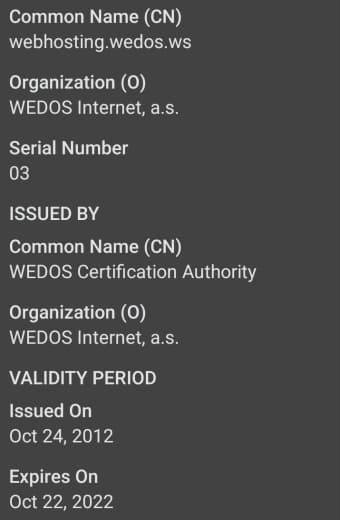 Common Name (CN)
webhosting.wedos.ws
Organization (O)
WEDOS Internet, a.s.
Serial Number
03
ISSUED BY
Common Name (CN)
WEDOS Certification Authority
Organization (O)
WEDOS Internet, a.s.
VALIDITY PERIOD
Issued On
Oct 24, 2012
Expires On
Oct 22, 2022